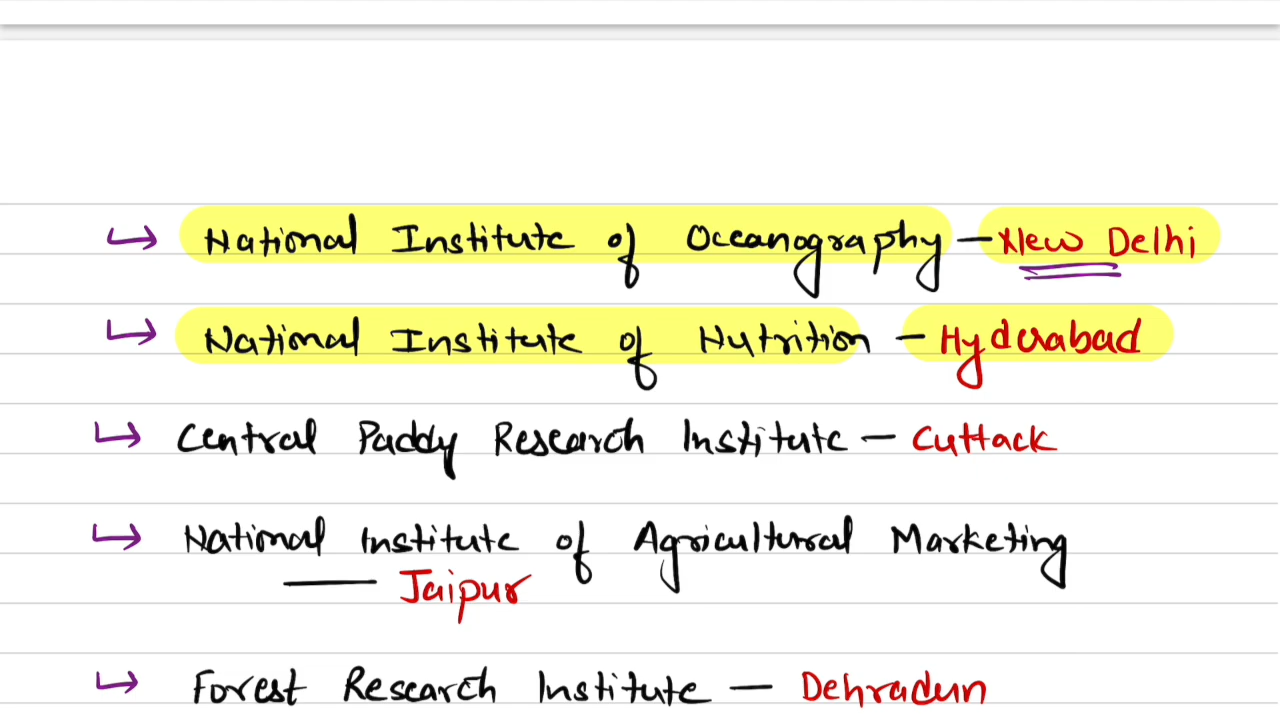 ↳ National Institute of Oceanography – New Delhi
↳ National Institute of Nutrition – Hyderabad
↳ Central Paddy Research Institute – Cuttack
↳ National Institute of Agricultural Marketing
— Jaipur
↳ Forest Research Institute – Dehradun